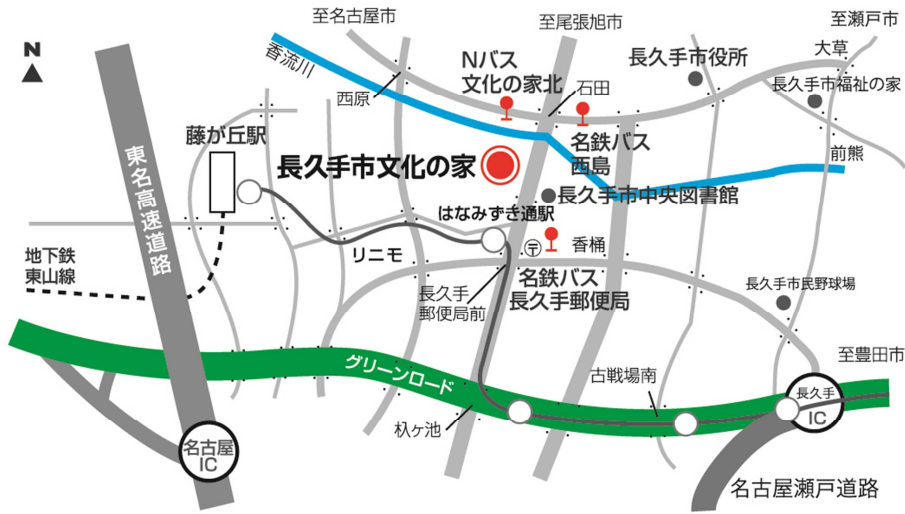 至名古屋市
至尾張旭市
至瀬戸市
N
香流川
西原
Nバス
文化の家北
石田
長久手市役所
大草
長久手市福祉の家
藤が丘駅
東名高速道路
長久手市文化の家
名鉄バス
西島
前熊
長久手市中央図書館
はなみずき通駅
地下鉄
東山線
リニモ
〒
香桶
長久手
郵便局前
名鉄バス
長久手郵便局
長久手市民野球場
グリーンロード
古戦場南
至豊田市
杁ヶ池
長久手
IC
名古屋
IC
名古屋瀬戸道路